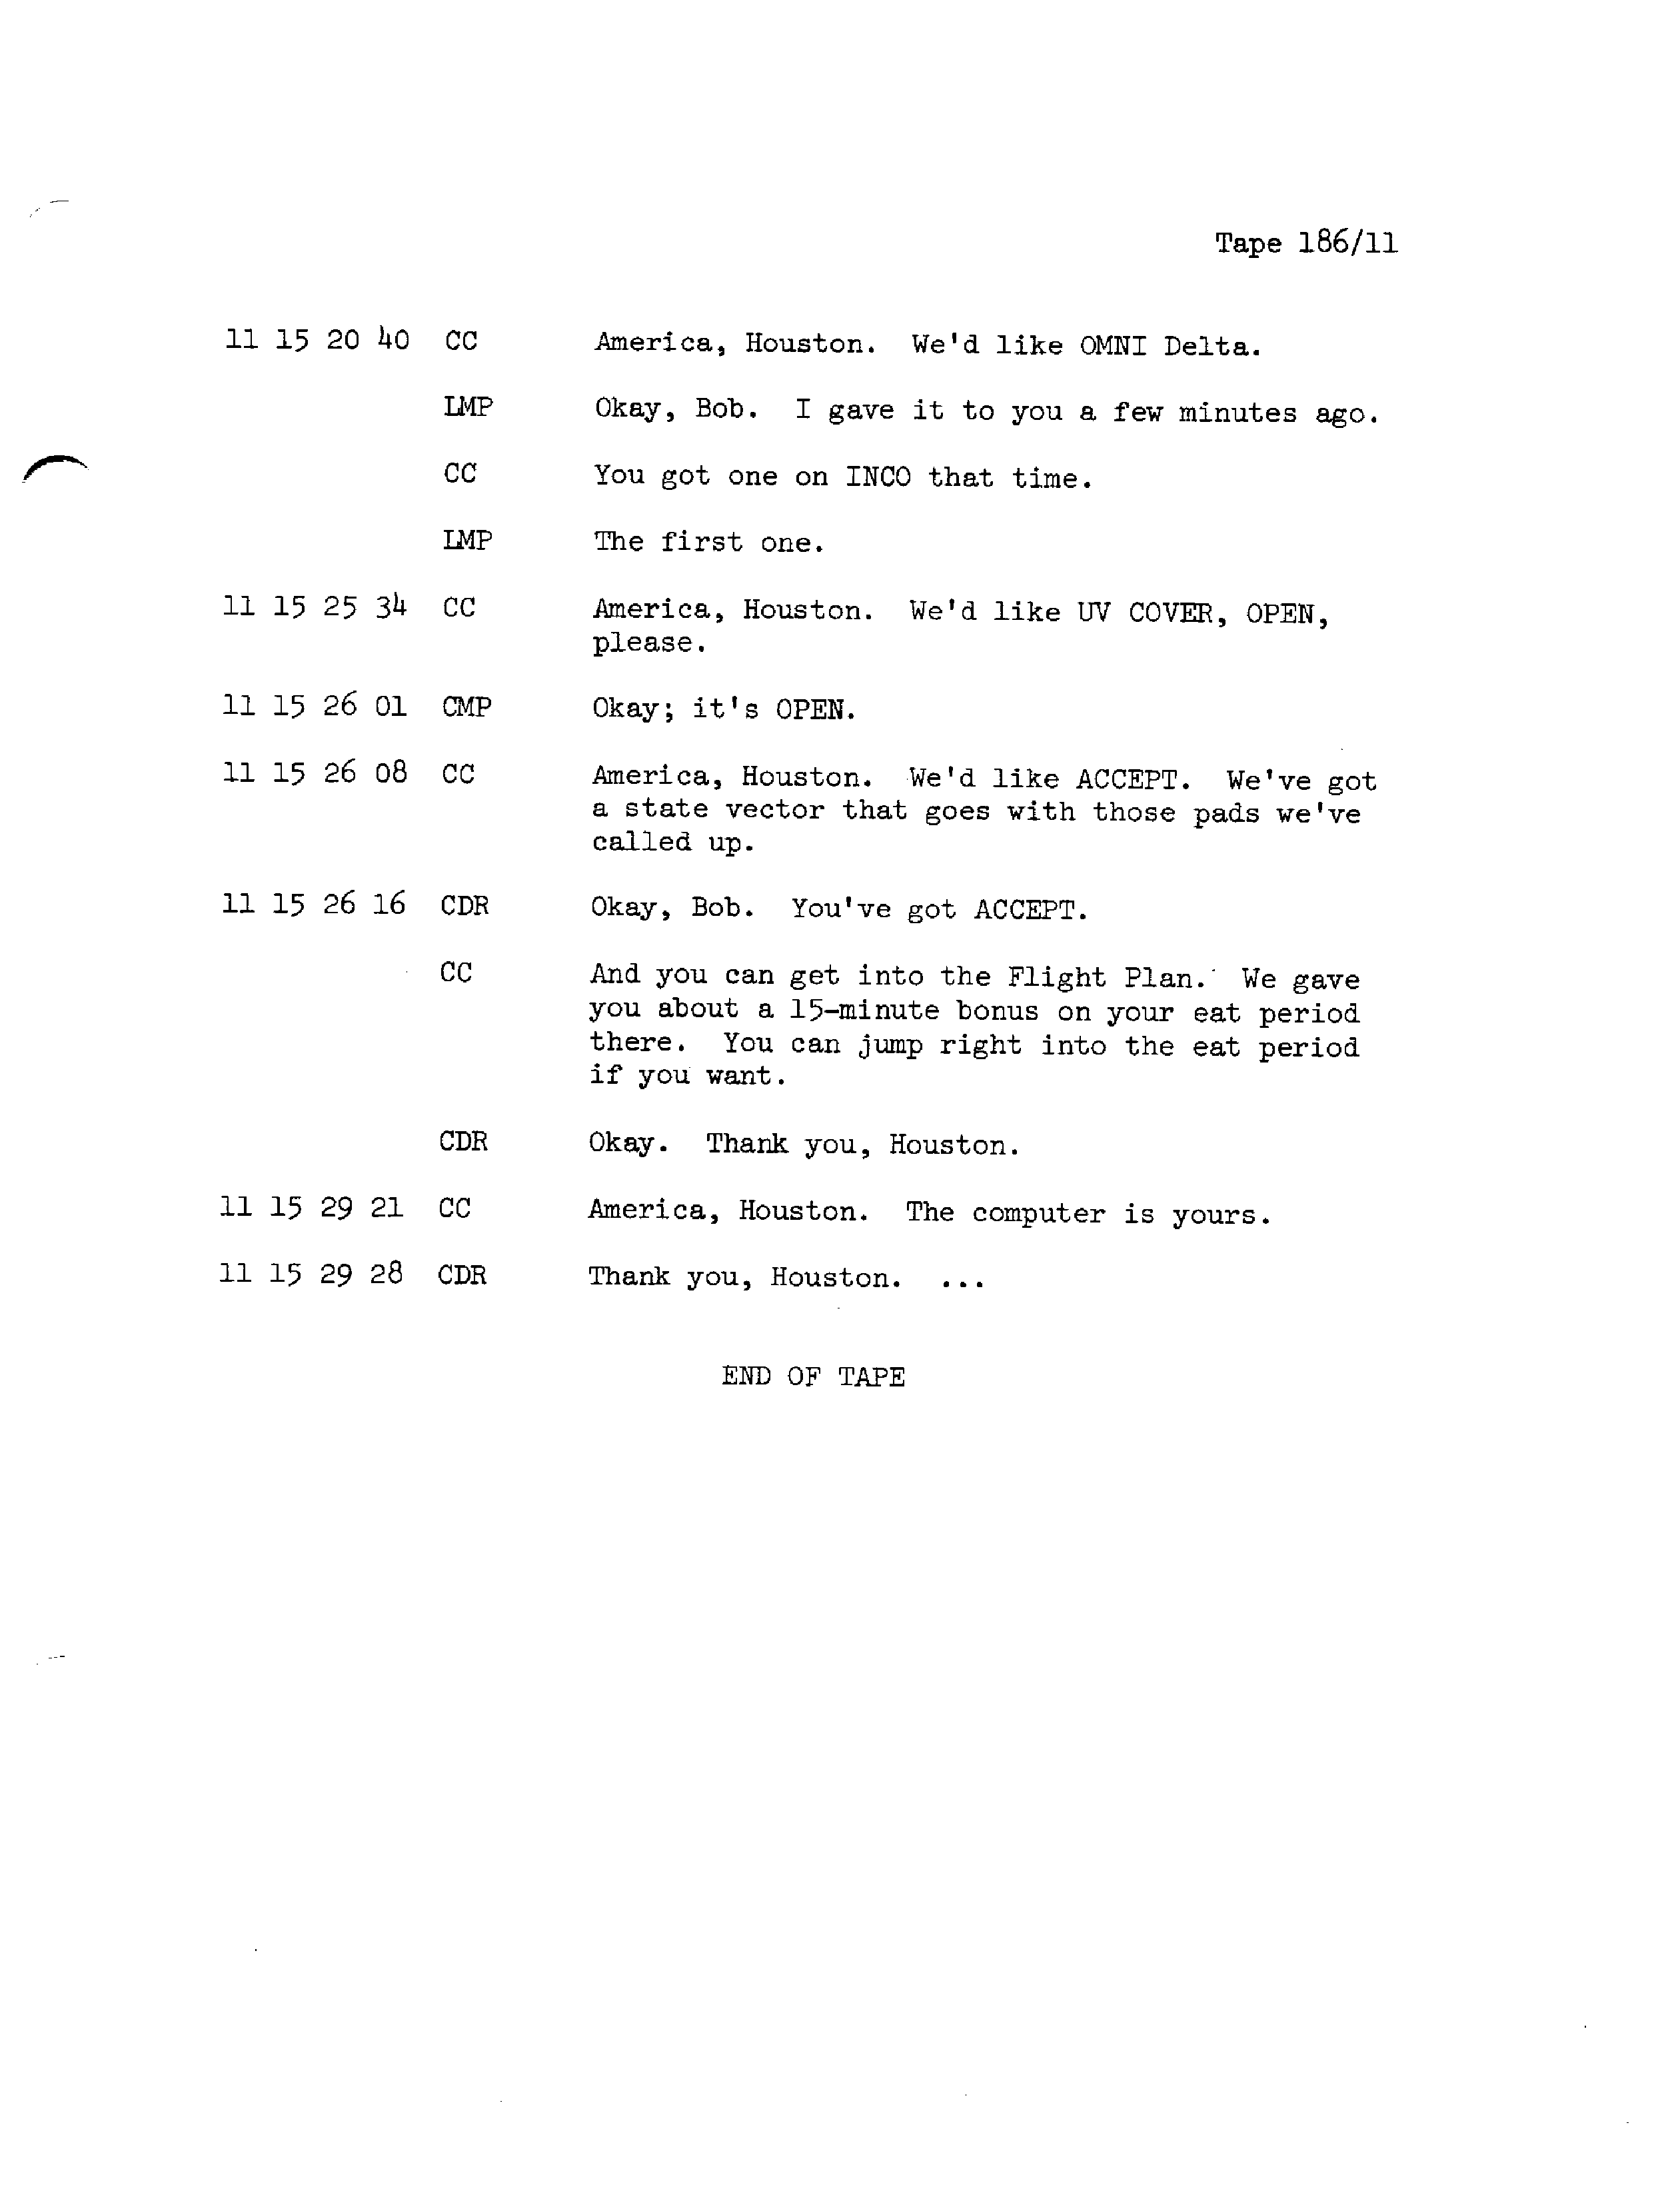 Tape 186/11
11 15 20 40 CC America, Houston. We'd like OMNI Delta.
LMP Okay, Bob. I gave it to you a few minutes ago.
CC You got one on INCO that time.
LMP The first one.
11 15 25 34 CC America, Houston. We'd like UV COVER, OPEN,
please.
11 15 26 01 CMP Okay; it's OPEN.
11 15 26 08 CC America, Houston. We'd like ACCEPT. We've got
a state vector that goes with those pads we've
called up.
11 15 26 16 CDR Okay, Bob. You've got ACCEPT.
CC And you can get into the Flight Plan. We gave
you about a 15-minute bonus on your eat period
there. You can jump right into the eat period
if you want.
CDR Okay. Thank you, Houston.
11 15 29 21 CC America, Houston. The computer is yours.
11 15 29 28 CDR Thank you, Houston. ...
END OF TAPE